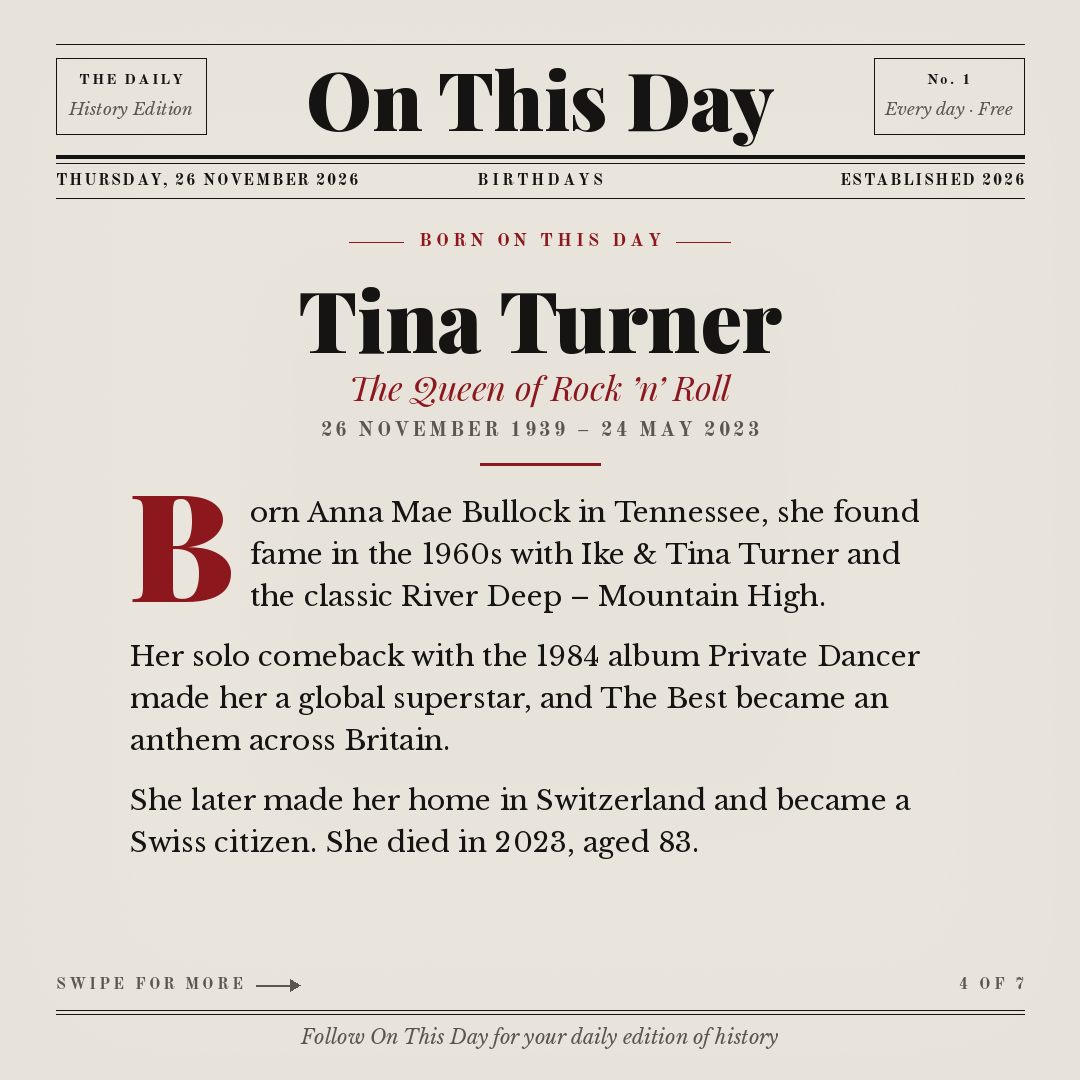 THE DAILY
History Edition
On This Day
No. 1
Every day · Free
THURSDAY, 26 NOVEMBER 2026
BIRTHDAYS
ESTABLISHED 2026
BORN ON THIS DAY
Tina Turner
The Queen of Rock ’n’ Roll
26 NOVEMBER 1939 – 24 MAY 2023
Born Anna Mae Bullock in Tennessee, she found
fame in the 1960s with Ike & Tina Turner and
the classic River Deep – Mountain High.
Her solo comeback with the 1984 album Private Dancer
made her a global superstar, and The Best became an
anthem across Britain.
She later made her home in Switzerland and became a
Swiss citizen. She died in 2023, aged 83.
SWIPE FOR MORE
4 OF 7
Follow On This Day for your daily edition of history